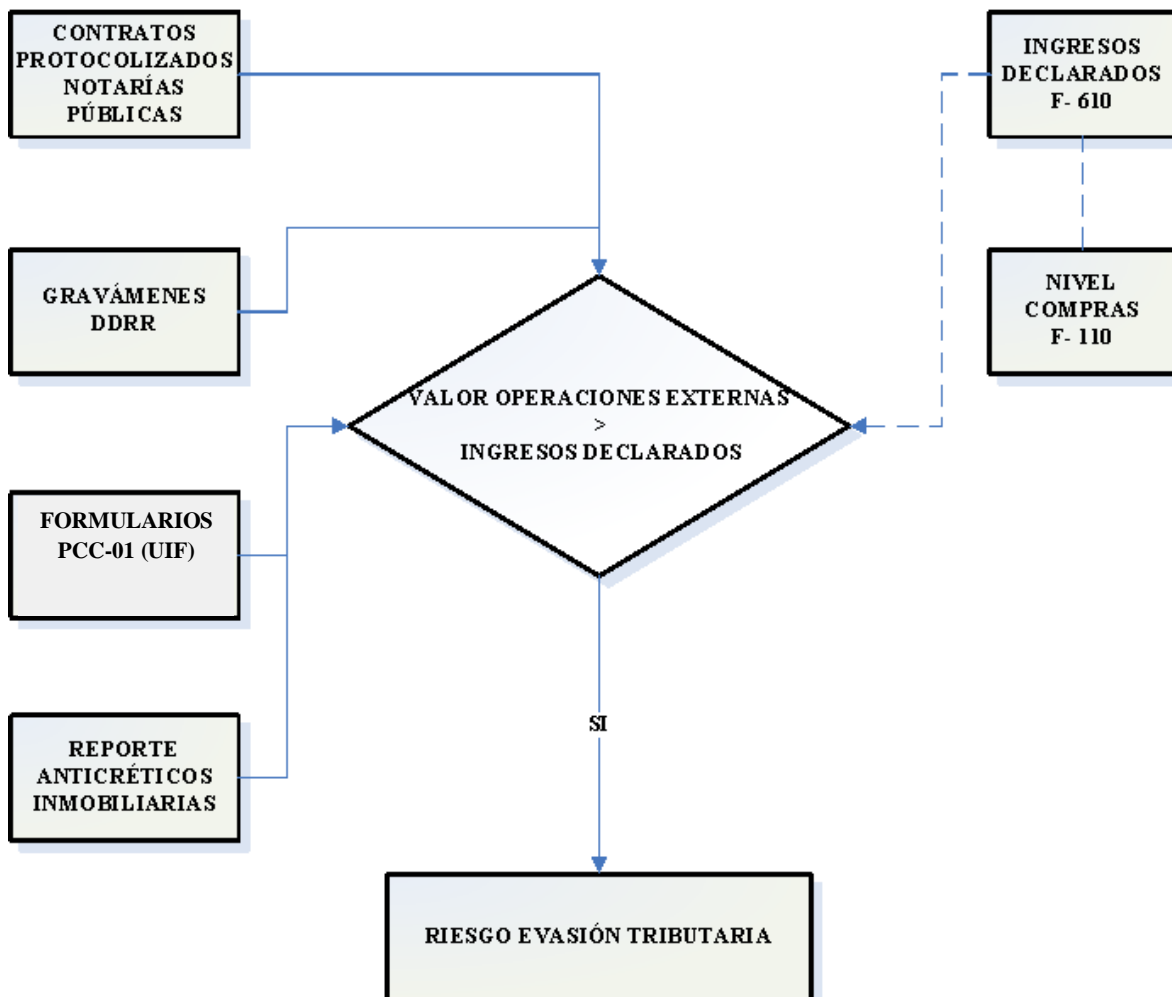 CONTRATOS
PROTOCOLIZADOS
NOTARÍAS
PÚBLICAS
INGRESOS
DECLARADOS
F- 610
GRAVÁMENES
DDRR
NIVEL
COMPRAS
F- 110
VALOR OPERACIONES EXTERNAS
>
INGRESOS DECLARADOS
FORMULARIOS
PCC-01 (UIF)
REPORTE
ANTICRÉTICOS
INMOBILIARIAS
SI
RIESGO EVASIÓN TRIBUTARIA